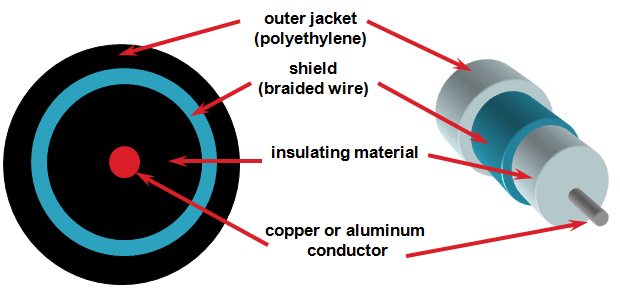 outer jacket
(polyethylene)
shield
(braided wire)
insulating material
copper or aluminum
conductor